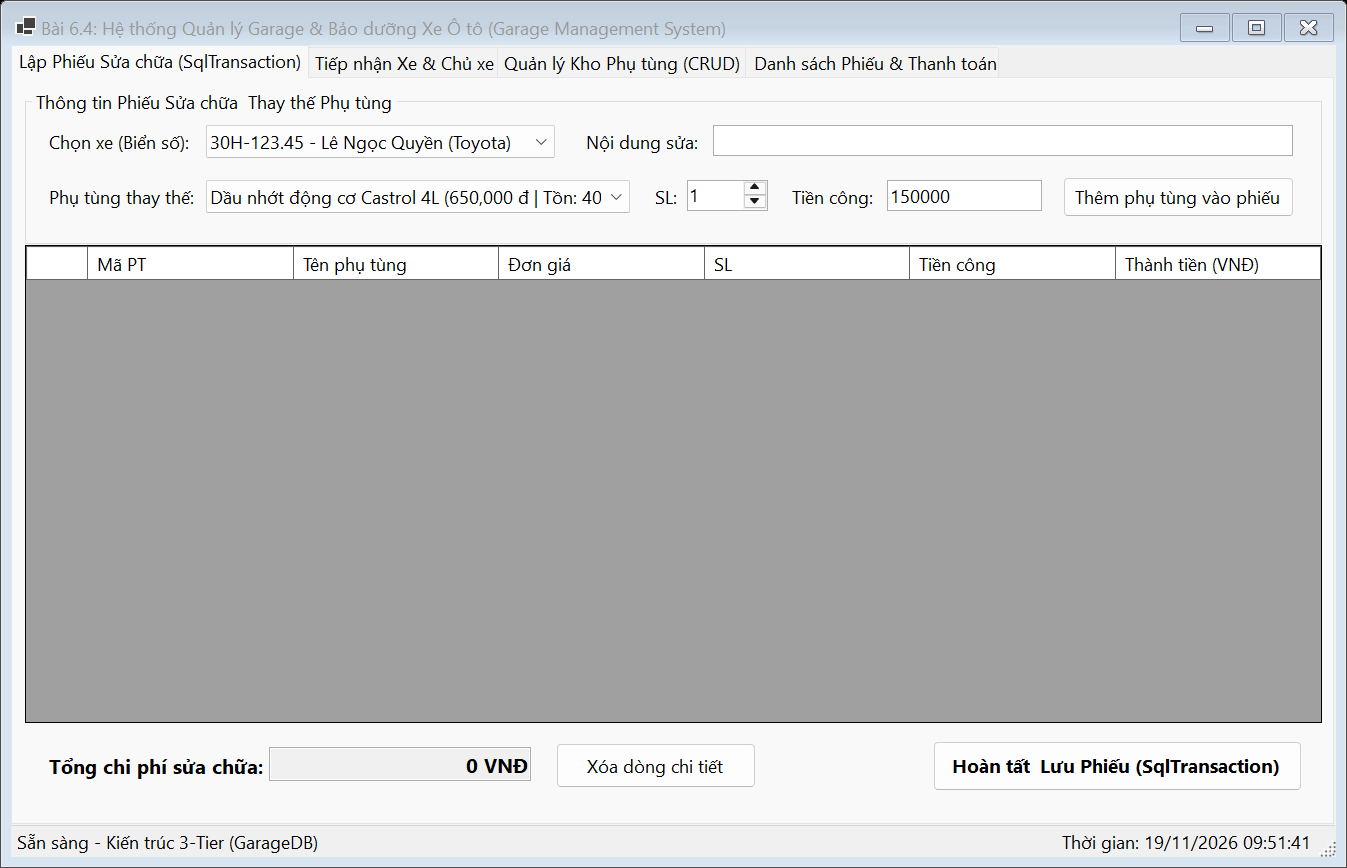 Bài 6.4: Hệ thống Quản lý Garage & Bảo dưỡng Xe Ô tô (Garage Management System)
Lập Phiếu Sửa chữa (SqlTransaction) Tiếp nhận Xe & Chủ xe Quản lý Kho Phụ tùng (CRUD) Danh sách Phiếu & Thanh toán
Thông tin Phiếu Sửa chữa Thay thế Phụ tùng
Chọn xe (Biển số): 30H-123.45 - Lê Ngọc Quyền (Toyota) Nội dung sửa:
Phụ tùng thay thế: Dầu nhớt động cơ Castrol 4L (650,000 đ | Tồn: 40 SL: 1 Tiền công: 150000 Thêm phụ tùng vào phiếu
Mã PT Tên phụ tùng Đơn giá SL Tiền công Thành tiền (VNĐ)
Tổng chi phí sửa chữa: 0 VNĐ Xóa dòng chi tiết Hoàn tất Lưu Phiếu (SqlTransaction)
Sẵn sàng - Kiến trúc 3-Tier (GarageDB) Thời gian: 19/11/2026 09:51:41